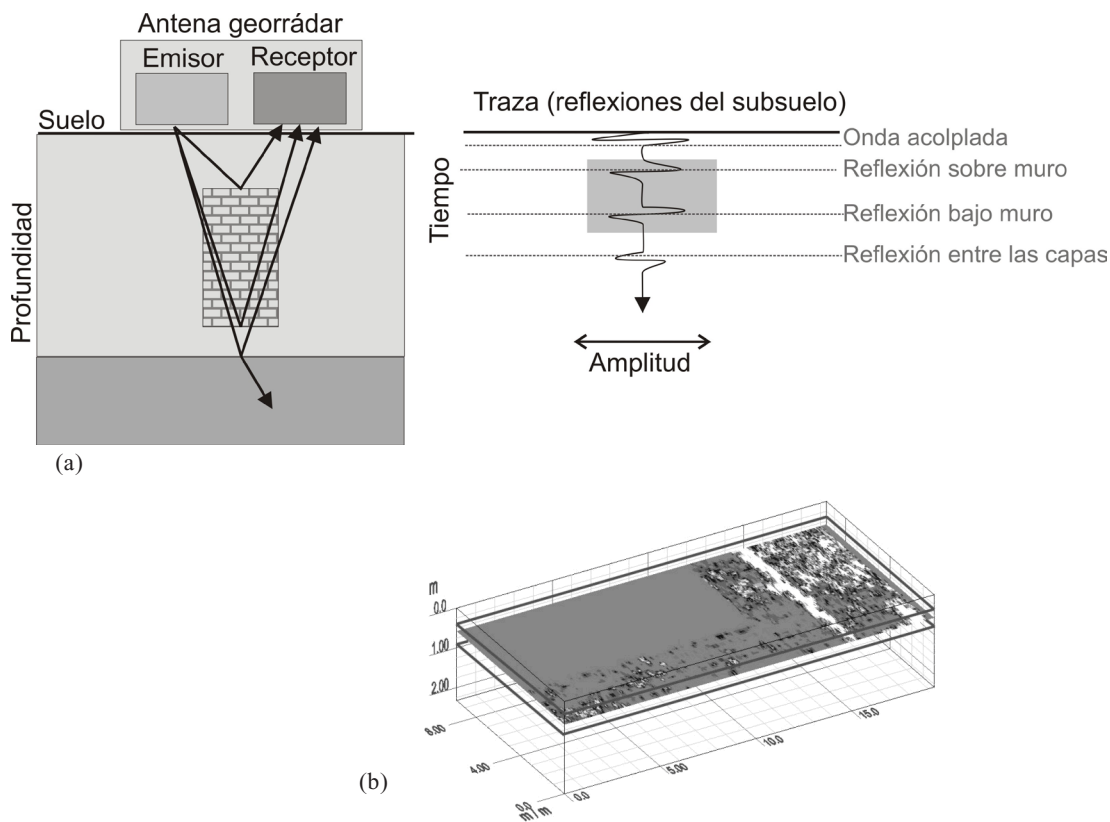 Antena georrádar
Emisor Receptor
Suelo
Profundidad
Traza (reflexiones del subsuelo)
Tiempo
Onda acolplada
Reflexión sobre muro
Reflexión bajo muro
Reflexión entre las capas
Amplitud
(a)
m
0.0
1.00
2.00
6.00
4.00
0.0
m/m
0.0
5.00
10.0
15.0
(b)